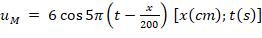 u_M = 6 cos 5π (t − x/200) [x(cm); t(s)]